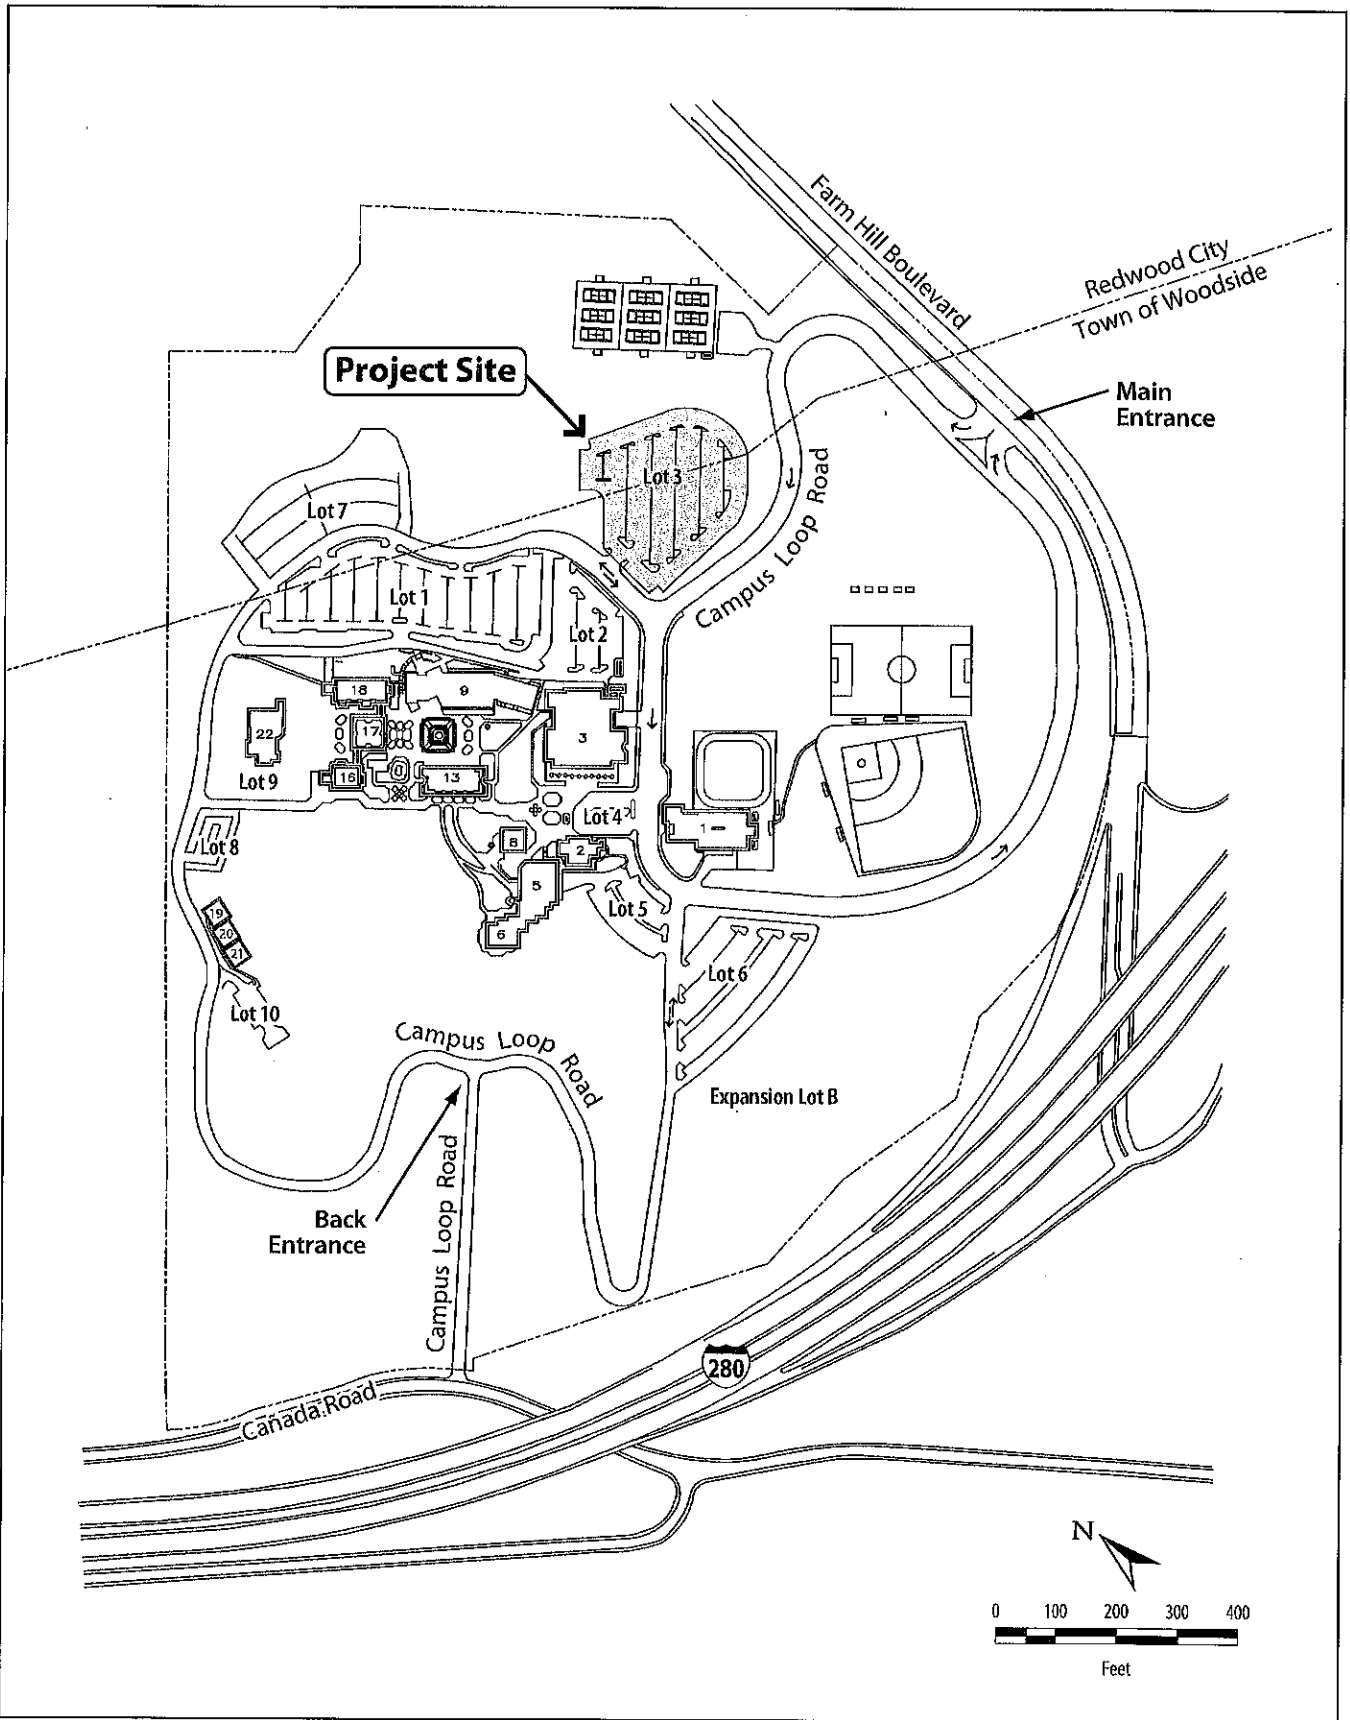 Farm Hill Boulevard
Redwood City
Town of Woodside
Project Site
Main
Entrance
Lot 3
Campus Loop Road
Lot 7
Lot 1
Lot 2
18
9
17
3
22
16
13
Lot 9
Lot 4
1
Lot 8
8
2
5
Lot 5
19
20
21
6
Lot 6
Lot 10
Campus Loop Road
Expansion Lot B
Campus Loop Road
Back
Entrance
280
Canada Road
N
0 100 200 300 400
Feet